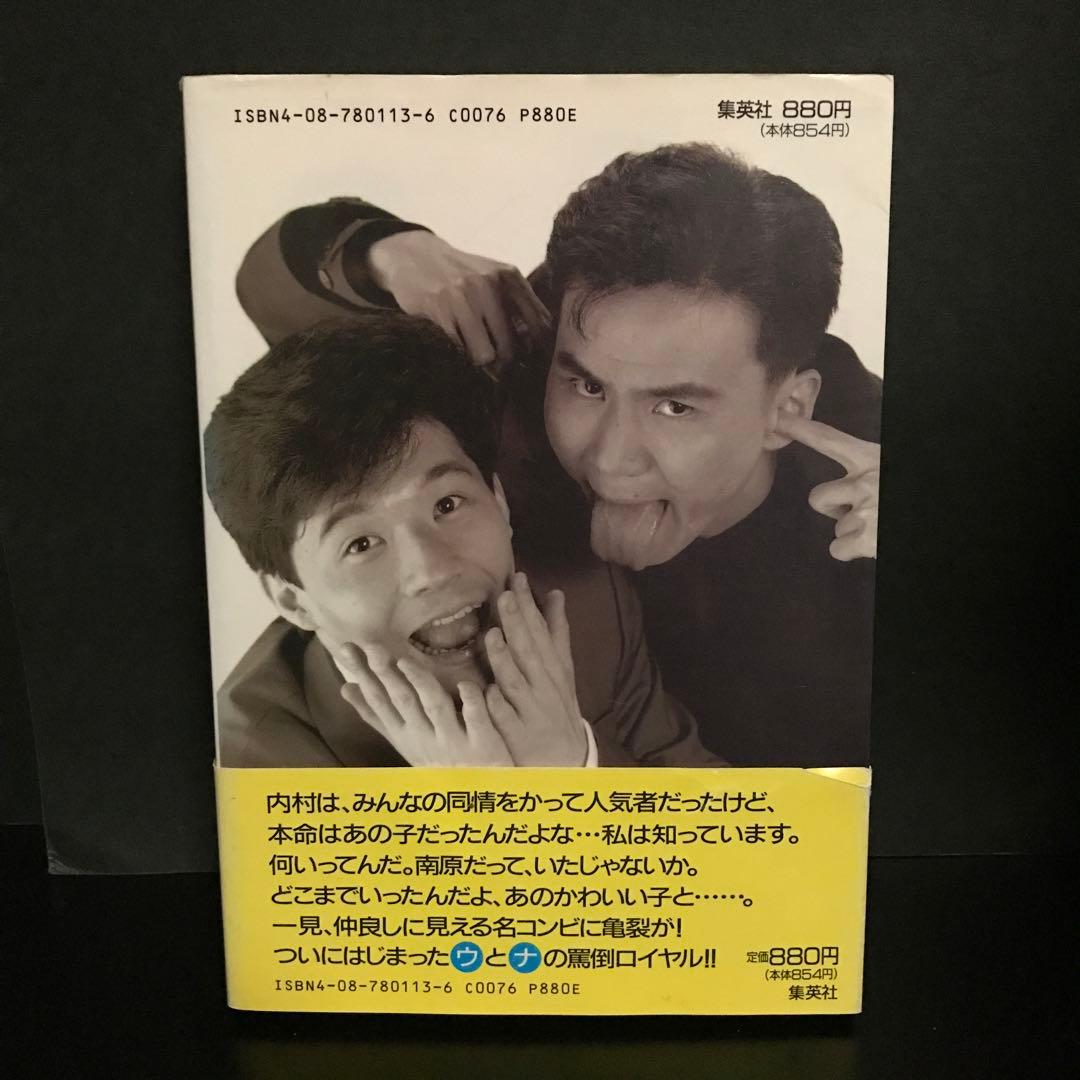 ISBN4-08-780113-6 C0076 P880E
集英社 880円
(本体854円)
内村は、みんなの同情をかって人気者だったけど、
本命はあの子だったんだよな…私は知っています。
何いってんだ。南原だって、いたじゃないか。
どこまでいったんだよ、あのかわいい子と……。
一見、仲良しに見える名コンビに亀裂が!
ついにはじまったウとナの罵倒ロイヤル!!
定価880円
(本体854円)
集英社
ISBN4-08-780113-6 C0076 P880E